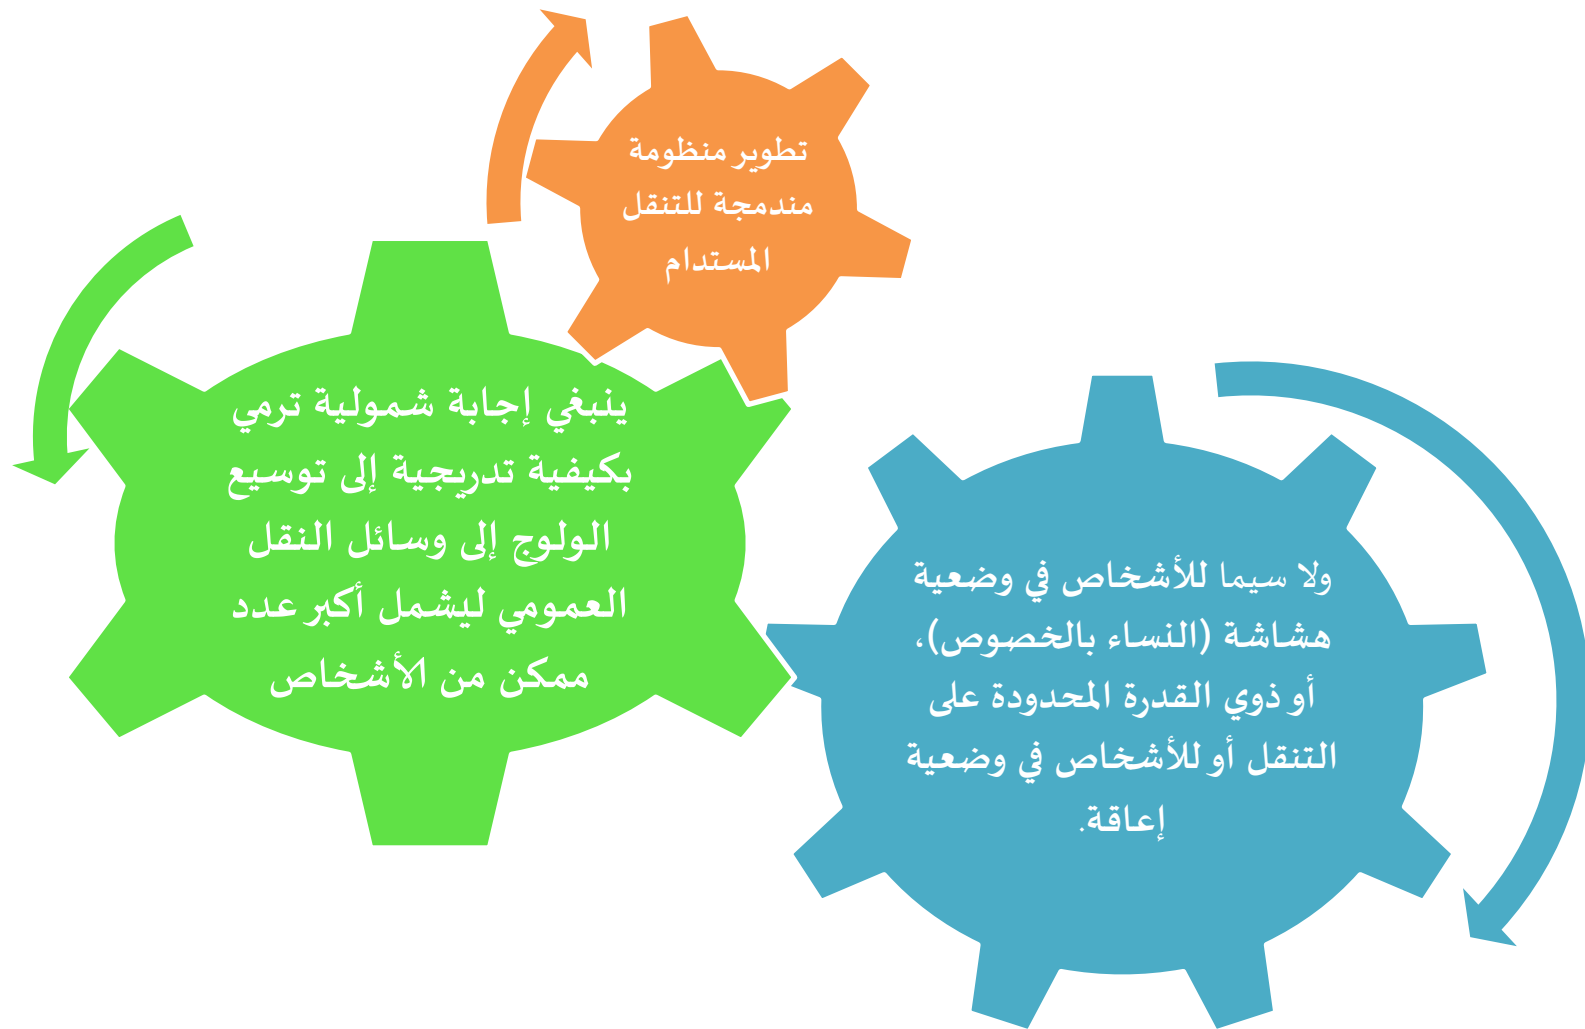 تطوير منظومة
مندمجة للتنقل
المستدام
ينبغي إجابة شمولية ترمي
بكيفية تدريجية إلى توسيع
الولوج إلى وسائل النقل
العمومي ليشمل أكبر عدد
ممكن من الأشخاص
ولا سيما للأشخاص في وضعية
هشاشة (النساء بالخصوص)،
أو ذوي القدرة المحدودة على
التنقل أو للأشخاص في وضعية
إعاقة.